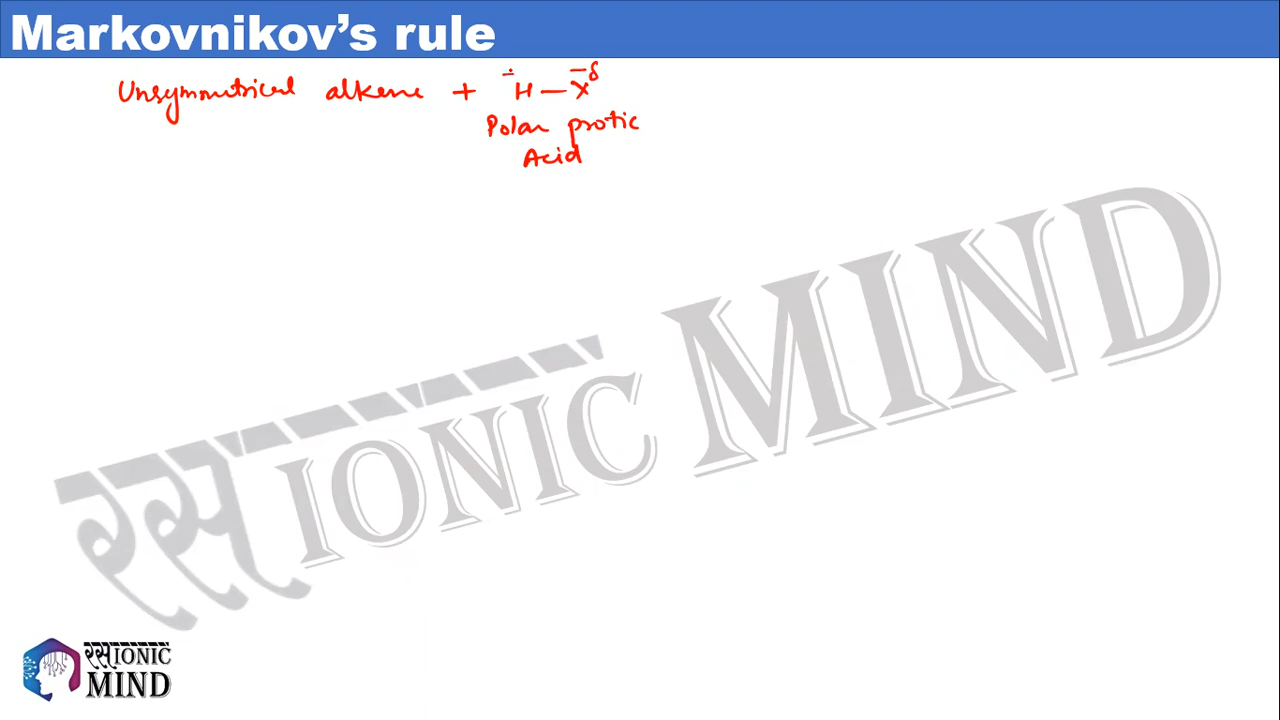 Markovnikov's rule
Unsymmetrical alkene + H — X δ−
Polar protic
Acid
रसIONIC MIND
रसIONIC
MIND